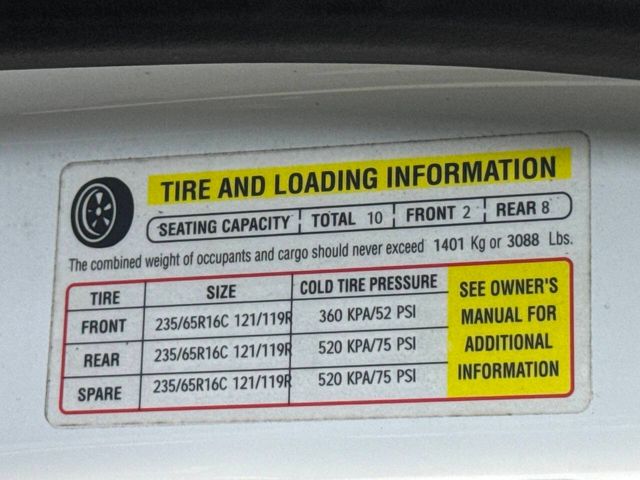 TIRE AND LOADING INFORMATION
SEATING CAPACITY TOTAL 10 FRONT 2 REAR 8
The combined weight of occupants and cargo should never exceed 1401 Kg or 3088 Lbs.
TIRE SIZE COLD TIRE PRESSURE
FRONT 235/65R16C 121/119R 360 KPA/52 PSI
REAR 235/65R16C 121/119R 520 KPA/75 PSI
SPARE 235/65R16C 121/119R 520 KPA/75 PSI
SEE OWNER'S
MANUAL FOR
ADDITIONAL
INFORMATION